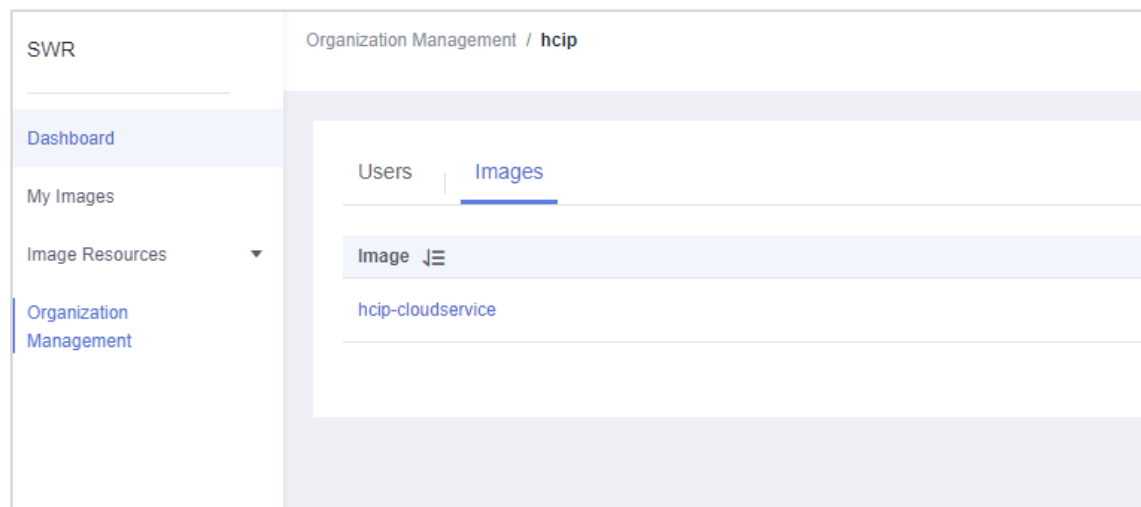 SWR
Organization Management / hcip
Dashboard
My Images
Image Resources
Organization
Management
Users
Images
Image
hcip-cloudservice